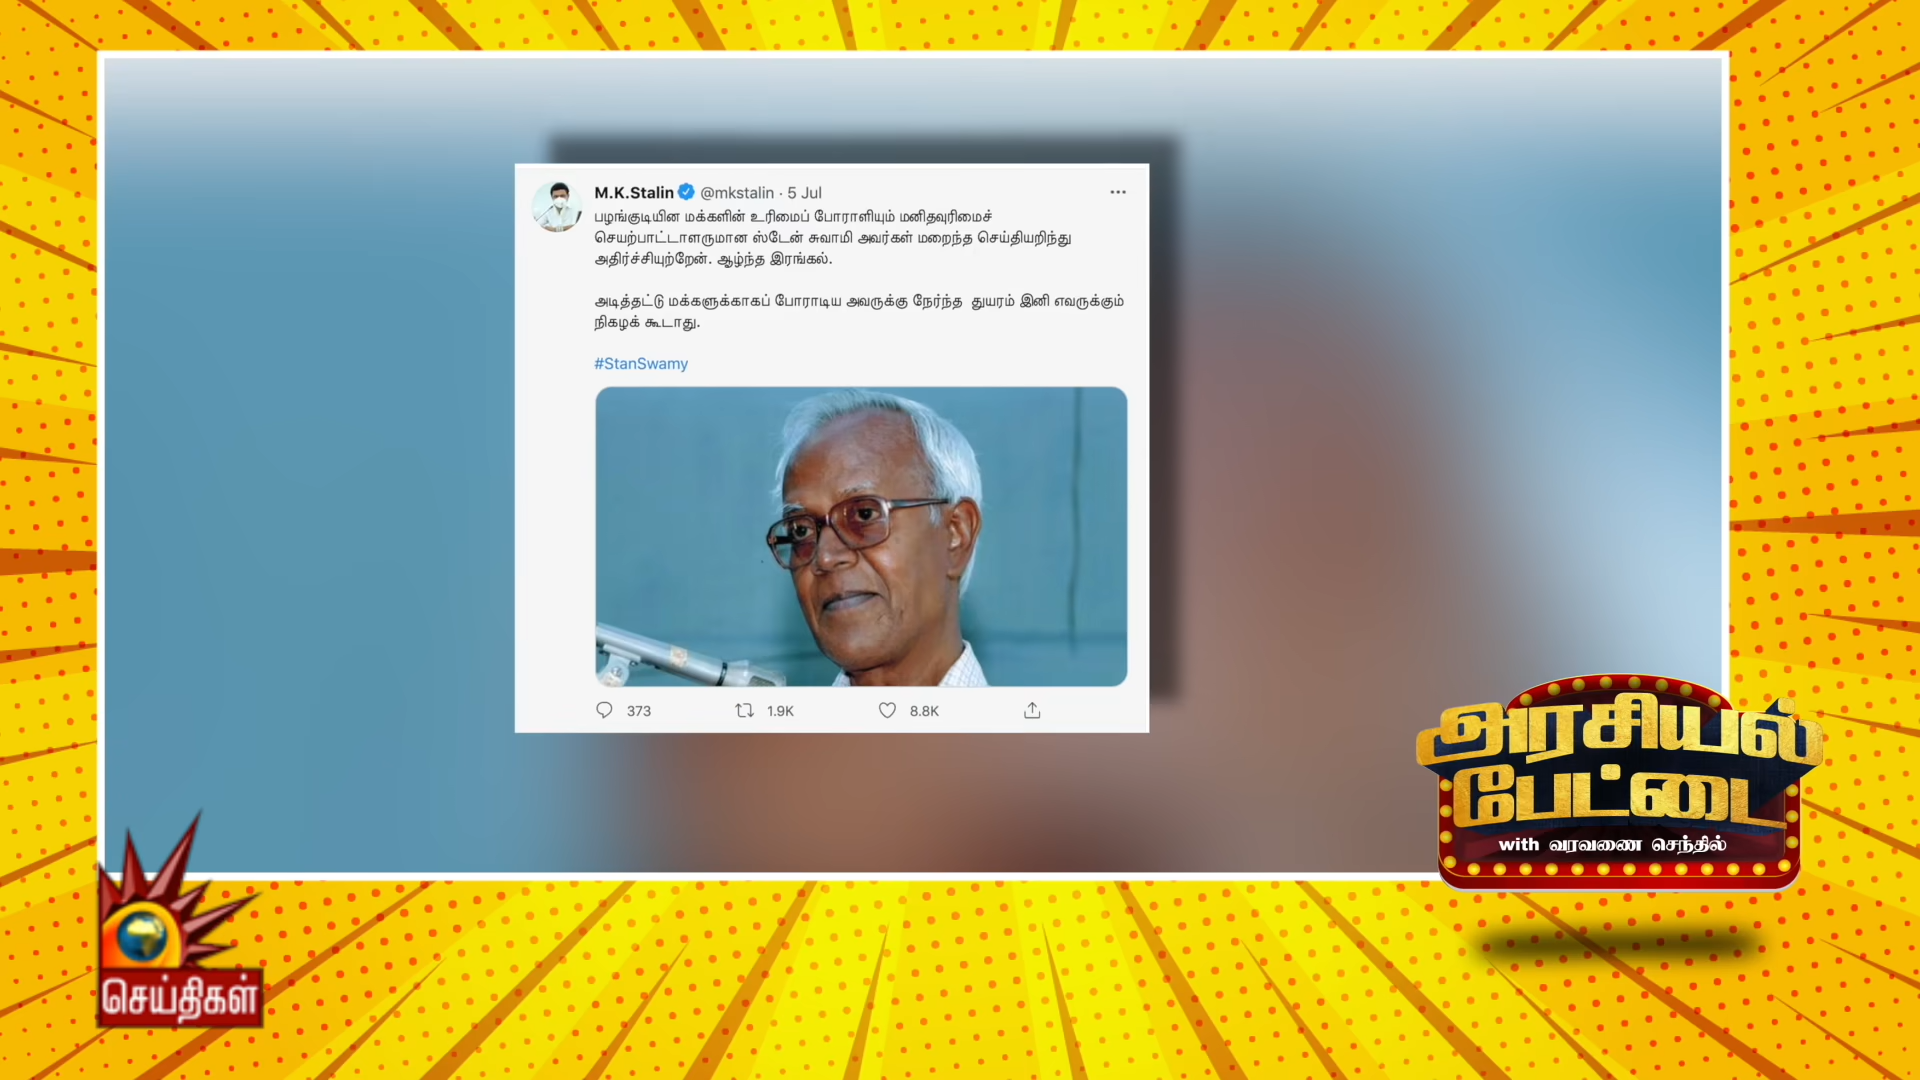 M.K.Stalin @mkstalin · 5 Jul
பழங்குடியின மக்களின் உரிமைப் போராளியும் மனிதவுரிமைச்
செயற்பாட்டாளருமான ஸ்டேன் சுவாமி அவர்கள் மறைந்த செய்தியறிந்து
அதிர்ச்சியுற்றேன். ஆழ்ந்த இரங்கல்.
அடித்தட்டு மக்களுக்காகப் போராடிய அவருக்கு நேர்ந்த துயரம் இனி எவருக்கும்
நிகழக் கூடாது.
#StanSwamy
373 1.9K 8.8K
அரசியல்
பேட்டை
with வரவணை செந்தில்
செய்திகள்